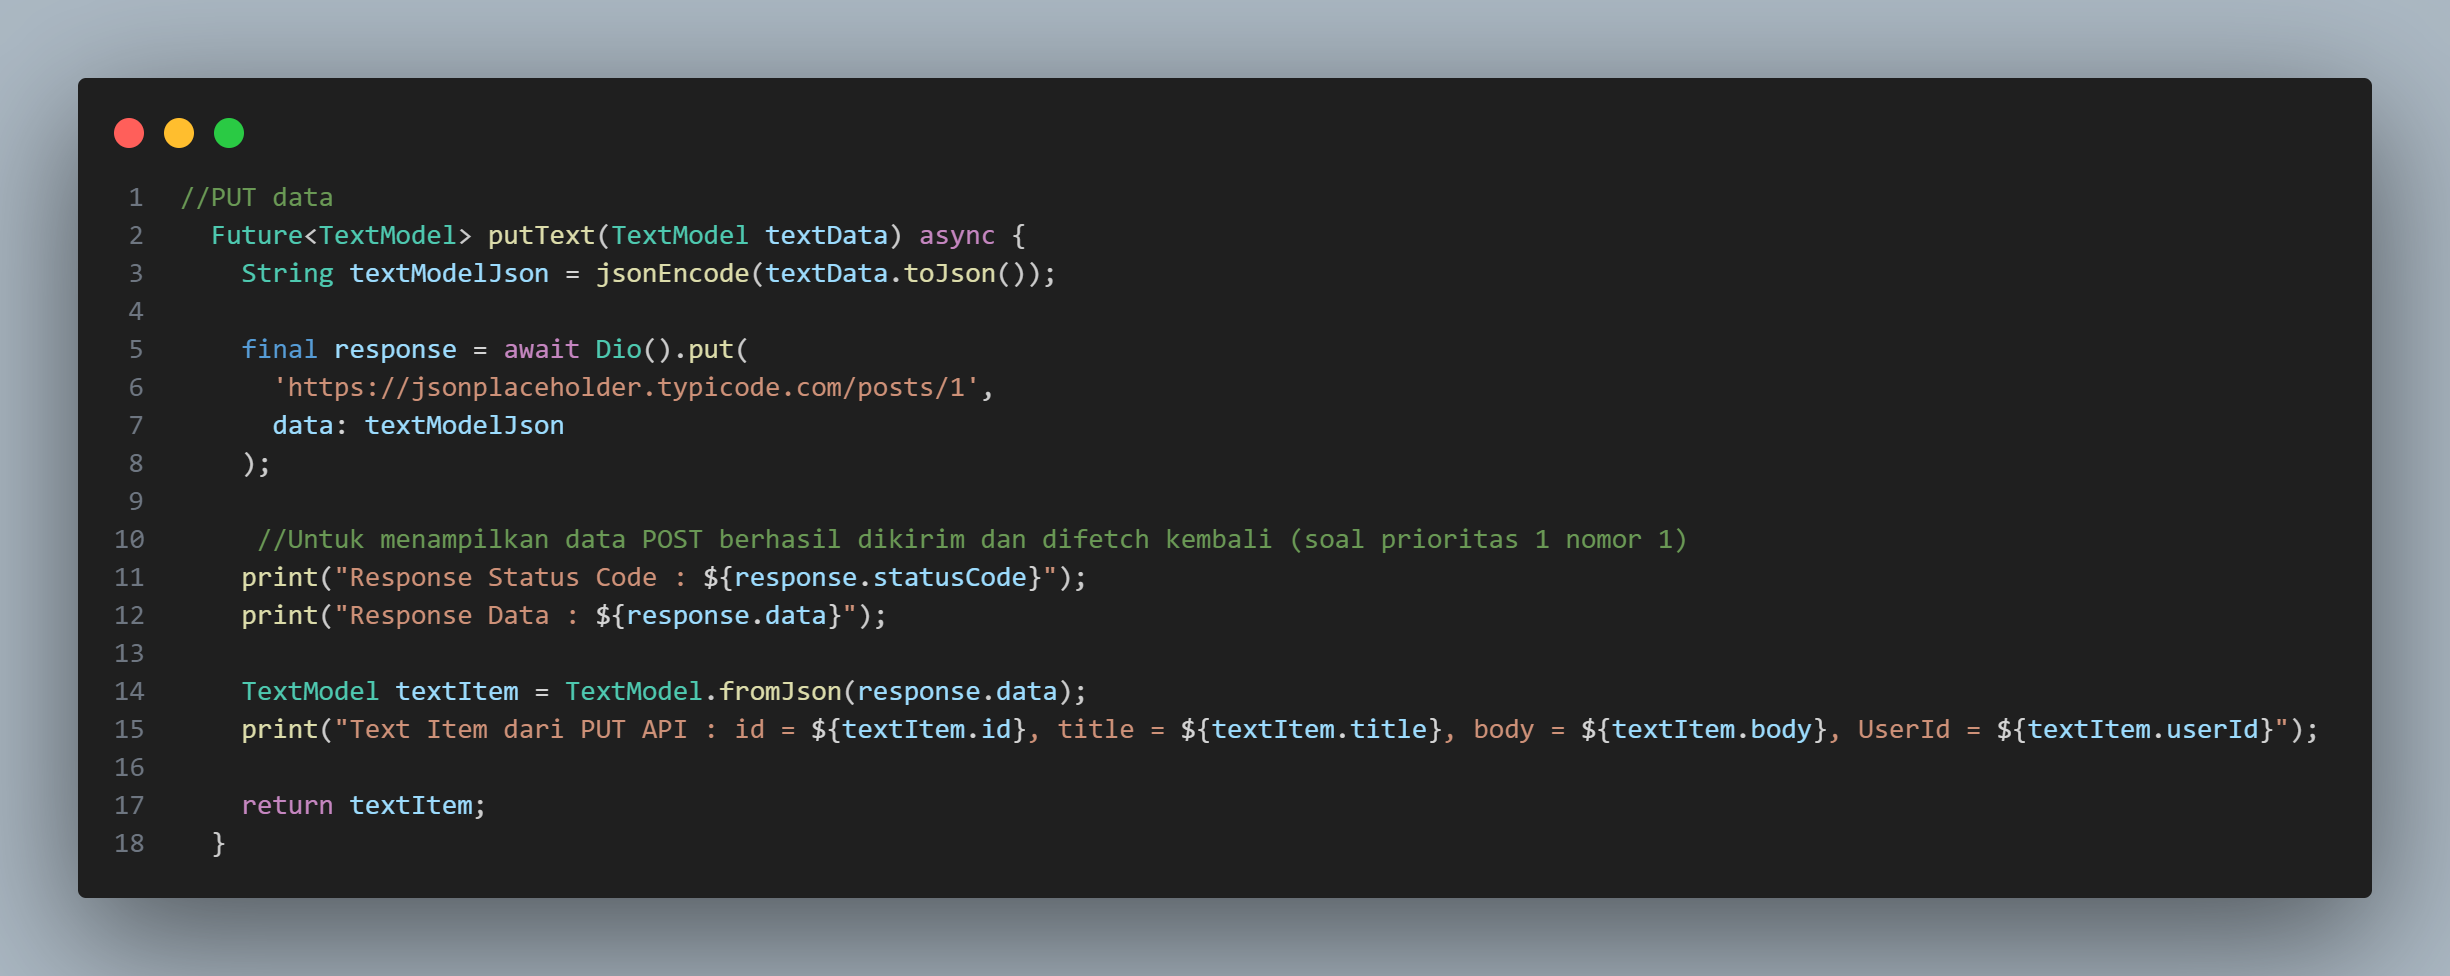 1 //PUT data
2 Future<TextModel> putText(TextModel textData) async {
3 String textModelJson = jsonEncode(textData.toJson());
4
5 final response = await Dio().put(
6 'https://jsonplaceholder.typicode.com/posts/1',
7 data: textModelJson
8 );
9
10 //Untuk menampilkan data POST berhasil dikirim dan difetch kembali (soal prioritas 1 nomor 1)
11 print("Response Status Code : ${response.statusCode}");
12 print("Response Data : ${response.data}");
13
14 TextModel textItem = TextModel.fromJson(response.data);
15 print("Text Item dari PUT API : id = ${textItem.id}, title = ${textItem.title}, body = ${textItem.body}, UserId = ${textItem.userId}");
16
17 return textItem;
18 }